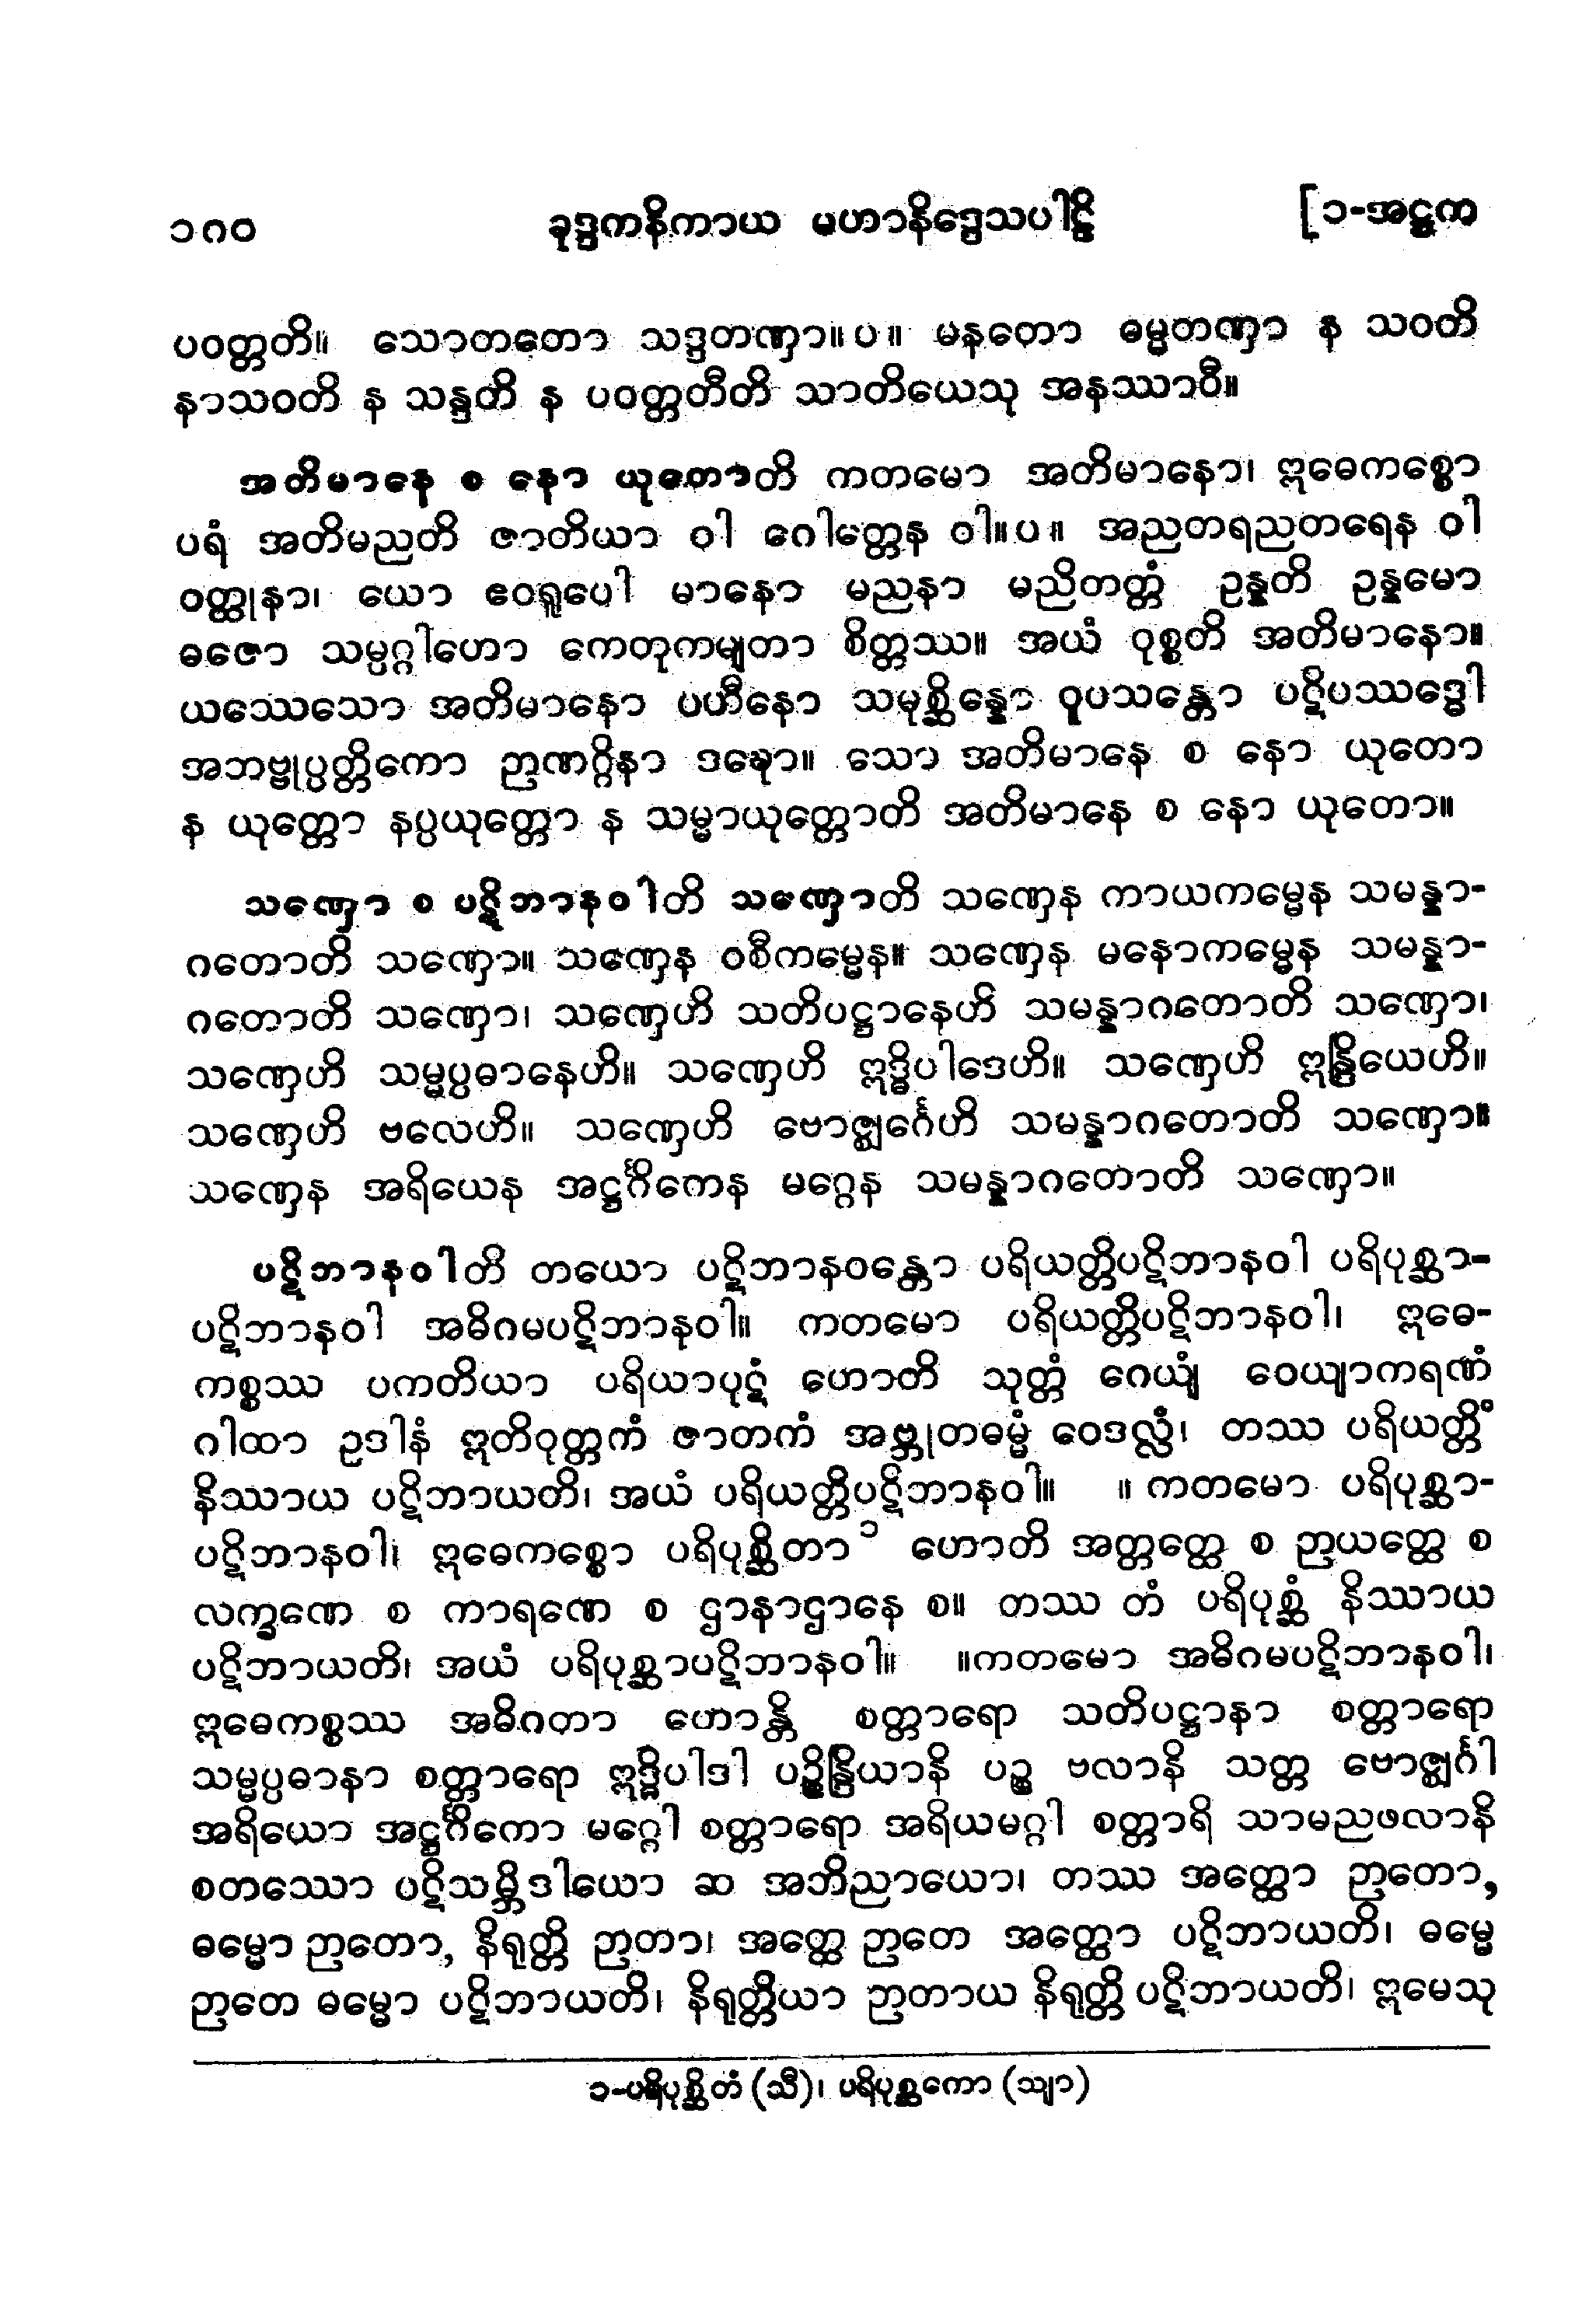 ၁၈၀ ခုဒ္ဒကနိကာယ မဟာနိဒ္ဒေသပါဠိ [၁-အဋ္ဌက
ပဝတ္တတိ။ သောတတော သဒ္ဒတဏှာ။ပ။ မနတော ဓမ္မတဏှာ န သဝတိ
နာသဝတိ န သန္ဒတိ န ပဝတ္တတီတိ သာတိယေသု အနဿာဝီ။
အတိမာနေ စ နော ယုတောတိ ကတမော အတိမာနော၊ ဣဓေကစ္စော
ပရံ အတိမညတိ ဇာတိယာ ဝါ ဂေါတ္တေန ဝါ။ပ။ အညတရညတရေန ဝါ
ဝတ္ထုနာ၊ ယော ဧဝရူပေါ မာနော မညနာ မညိတတ္တံ ဥန္နတိ ဥန္နမော
ဓဇော သမ္ပဂ္ဂါဟော ကေတုကမျတာ စိတ္တဿ။ အယံ ဝုစ္စတိ အတိမာနော။
ယဿေသော အတိမာနော ပဟီနော သမုစ္ဆိန္နော ဝူပသန္တော ပဋိပဿဒ္ဓေါ
အဘဗ္ဗုပ္ပတ္တိကော ဉာဏဂ္ဂိနာ ဒဍ္ဎော။ သော အတိမာနေ စ နော ယုတော
န ယုတ္တော နပ္ပယုတ္တော န သမ္မာယုတ္တောတိ အတိမာနေ စ နော ယုတော။
သဏှော စ ပဋိဘာနဝါတိ သဏှောတိ သဏှေန ကာယကမ္မေန သမန္နာ-
ဂတောတိ သဏှော။ သဏှေန ဝစီကမ္မေန။ သဏှေန မနောကမ္မေန သမန္နာ-
ဂတောတိ သဏှော၊ သဏှေဟိ သတိပဋ္ဌာနေဟိ သမန္နာဂတောတိ သဏှော၊
သဏှေဟိ သမ္မပ္ပဓာနေဟိ။ သဏှေဟိ ဣဒ္ဓိပါဒေဟိ။ သဏှေဟိ ဣန္ဒြိယေဟိ။
သဏှေဟိ ဗလေဟိ။ သဏှေဟိ ဗောဇ္ဈင်္ဂေဟိ သမန္နာဂတောတိ သဏှော။
သဏှေန အရိယေန အဋ္ဌင်္ဂိကေန မဂ္ဂေန သမန္နာဂတောတိ သဏှော။
ပဋိဘာနဝါတိ တယော ပဋိဘာနဝန္တော ပရိယတ္တိပဋိဘာနဝါ ပရိပုစ္ဆာ-
ပဋိဘာနဝါ အဓိဂမပဋိဘာနဝါ။ ကတမော ပရိယတ္တိပဋိဘာနဝါ၊ ဣဓေ-
ကစ္စဿ ပကတိယာ ပရိယာပုဋံ ဟောတိ သုတ္တံ ဂေယျံ ဝေယျာကရဏံ
ဂါထာ ဥဒါနံ ဣတိဝုတ္တကံ ဇာတကံ အဗ္ဘုတဓမ္မံ ဝေဒလ္လံ၊ တဿ ပရိယတ္တိံ
နိဿာယ ပဋိဘာယတိ၊ အယံ ပရိယတ္တိပဋိဘာနဝါ။ ။ ကတမော ပရိပုစ္ဆာ-
ပဋိဘာနဝါ၊ ဣဓေကစ္စော ပရိပုစ္ဆိတာ ၁ ဟောတိ အတ္တတ္ထေ စ ဉာယတ္ထေ စ
လက္ခဏေ စ ကာရဏေ စ ဌာနာဌာနေ စ။ တဿ တံ ပရိပုစ္ဆံ နိဿာယ
ပဋိဘာယတိ၊ အယံ ပရိပုစ္ဆာပဋိဘာနဝါ။ ။ကတမော အဓိဂမပဋိဘာနဝါ၊
ဣဓေကစ္စဿ အဓိဂတာ ဟောန္တိ စတ္တာရော သတိပဋ္ဌာနာ စတ္တာရော
သမ္မပ္ပဓာနာ စတ္တာရော ဣဒ္ဓိပါဒါ ပဉ္စိန္ဒြိယာနိ ပဉ္စ ဗလာနိ သတ္တ ဗောဇ္ဈင်္ဂါ
အရိယော အဋ္ဌင်္ဂိကော မဂ္ဂေါ စတ္တာရော အရိယမဂ္ဂါ စတ္တာရိ သာမညဖလာနိ
စတဿော ပဋိသမ္ဘိဒါယော ဆ အဘိညာယော၊ တဿ အတ္ထော ဉာတော,
ဓမ္မော ဉာတော, နိရုတ္တိ ဉာတာ၊ အတ္ထေ ဉာတေ အတ္ထော ပဋိဘာယတိ၊ ဓမ္မေ
ဉာတေ ဓမ္မော ပဋိဘာယတိ၊ နိရုတ္တိယာ ဉာတာယ နိရုတ္တိ ပဋိဘာယတိ၊ ဣမေသု
၁-ပရိပုစ္ဆိတံ (သီ)၊ ပရိပုစ္ဆကော (သျာ)